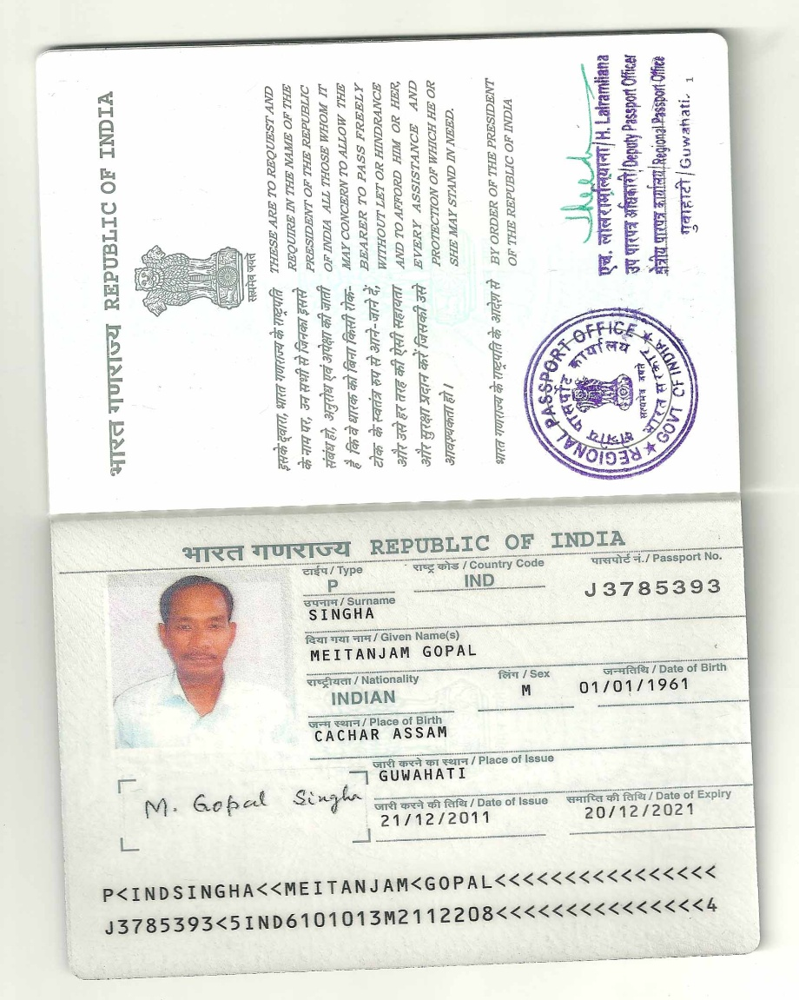 भारत गणराज्य REPUBLIC OF INDIA
सत्यमेव जयते
इसके द्वारा, भारत गणराज्य के राष्ट्रपति
के नाम पर, उन सभी से जिनका इससे
संबंध हो, अनुरोध एवं अपेक्षा की जाती
है कि वे धारक को बिना किसी रोक-
टोक के स्वतंत्र रुप से आने-जाने दें,
और उसे हर तरह की ऐसी सहायता
और सुरक्षा प्रदान करें जिसकी उसे
आवश्यकता हो।
THESE ARE TO REQUEST AND
REQUIRE IN THE NAME OF THE
PRESIDENT OF THE REPUBLIC
OF INDIA ALL THOSE WHOM IT
MAY CONCERN TO ALLOW THE
BEARER TO PASS FREELY
WITHOUT LET OR HINDRANCE
AND TO AFFORD HIM OR HER,
EVERY ASSISTANCE AND
PROTECTION OF WHICH HE OR
SHE MAY STAND IN NEED.
भारत गणराज्य के राष्ट्रपति के आदेश से
BY ORDER OF THE PRESIDENT
OF THE REPUBLIC OF INDIA
REGIONAL PASSPORT OFFICE
क्षेत्रीय पासपोर्ट कार्यालय
सत्यमेव जयते
भारत सरकार
GOVT OF INDIA
एच. लालरामलियाना/H. Lalramliana
उप पारपत्र अधिकारी/Deputy Passport Officer
क्षेत्रीय पारपत्र कार्यालय/Regional Passport Office
गुवाहाटी/Guwahati.
1
भारत गणराज्य REPUBLIC OF INDIA
टाईप / Type
P
राष्ट्र कोड / Country Code
IND
पासपोर्ट नं. / Passport No.
J3785393
उपनाम / Surname
SINGHA
दिया गया नाम / Given Name(s)
MEITANJAM GOPAL
राष्ट्रीयता / Nationality
INDIAN
लिंग / Sex
M
जन्मतिथि / Date of Birth
01/01/1961
जन्म स्थान / Place of Birth
CACHAR ASSAM
जारी करने का स्थान / Place of Issue
GUWAHATI
जारी करने की तिथि / Date of Issue
21/12/2011
समाप्ति की तिथि / Date of Expiry
20/12/2021
M. Gopal Singha
P<INDSINGHA<<MEITANJAM<GOPAL<<<<<<<<<<<<<<<<
J3785393<5IND6101013M2112208<<<<<<<<<<<<<<<4